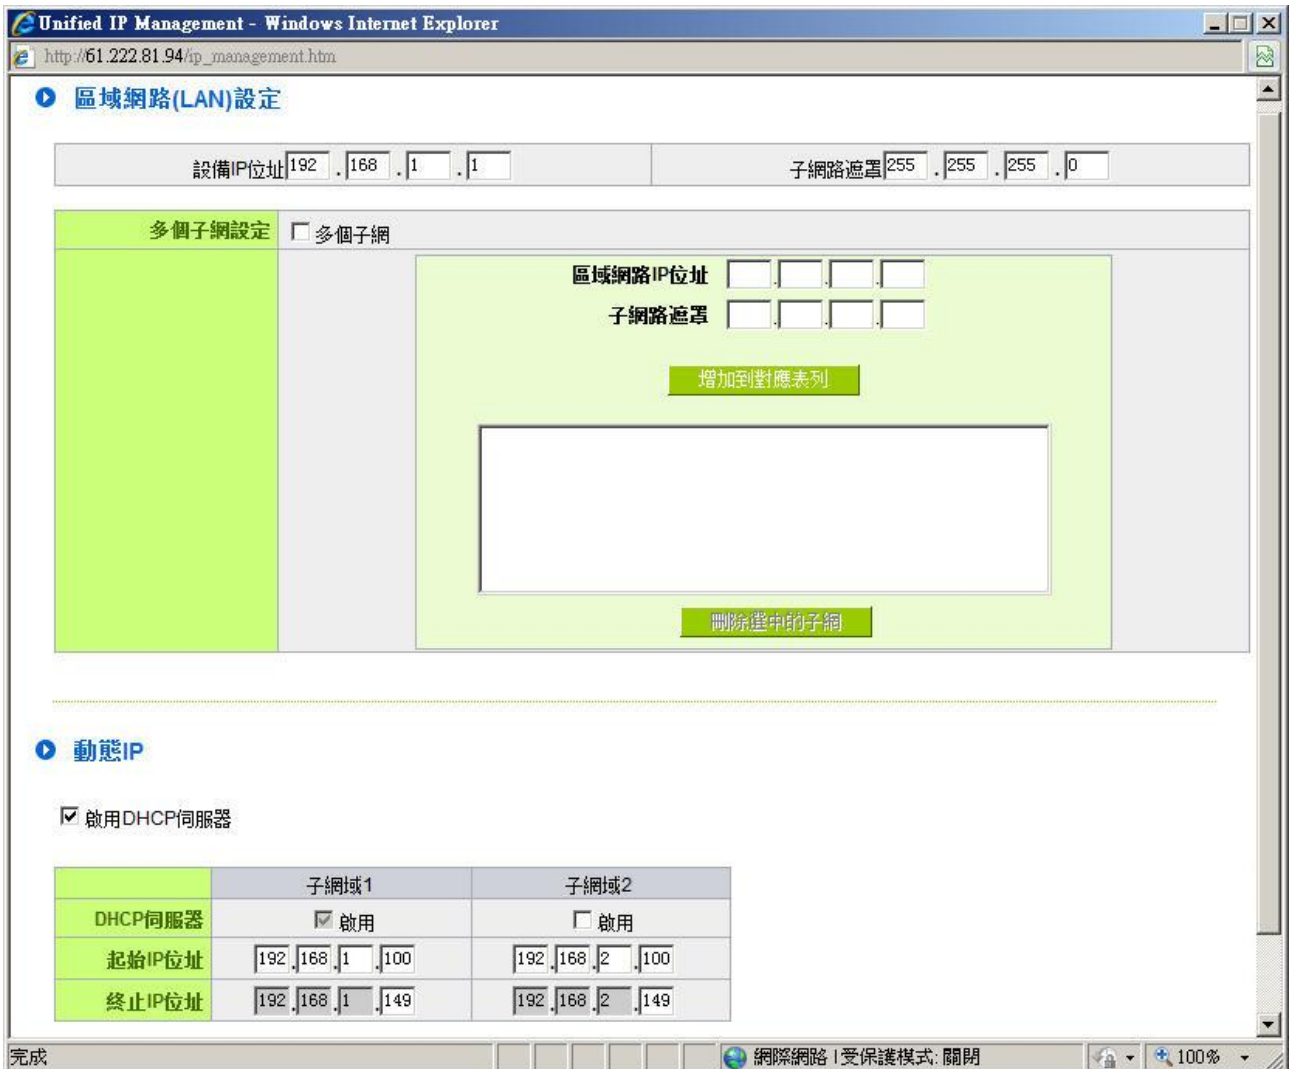 Unified IP Management - Windows Internet Explorer
http://61.222.81.94/ip_management.htm
區域網路(LAN)設定
設備IP位址 192 . 168 . 1 . 1 子網路遮罩 255 . 255 . 255 . 0
多個子網設定 多個子網
區域網路IP位址 . . .
子網路遮罩 . . .
增加到對應表列
刪除選中的子網
動態IP
啟用DHCP伺服器
子網域1 子網域2
DHCP伺服器 啟用 啟用
起始IP位址 192 . 168 . 1 . 100 192 . 168 . 2 . 100
終止IP位址 192 . 168 . 1 . 149 192 . 168 . 2 . 149
完成 網際網路 | 受保護模式: 關閉 100%